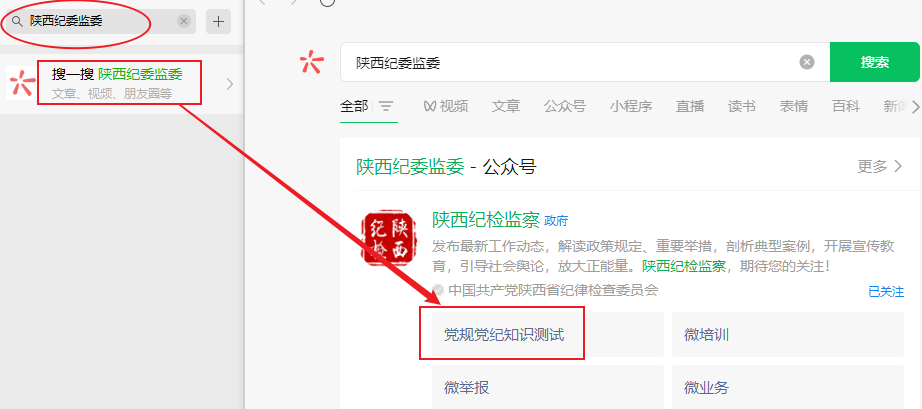 陕西纪委监委
搜一搜 陕西纪委监委
文章、视频、朋友圈等
陕西纪委监委
搜索
全部 视频 文章 公众号 小程序 直播 读书 表情 百科 新闻
陕西纪委监委 - 公众号
更多
陕西纪检
陕西纪检监察 政府
发布最新工作动态，解读政策规定、重要举措，剖析典型案例，开展宣传教
育，引导社会舆论，放大正能量。陕西纪检监察，期待您的关注！
中国共产党陕西省纪律检查委员会
已关注
党规党纪知识测试
微培训
微举报
微业务